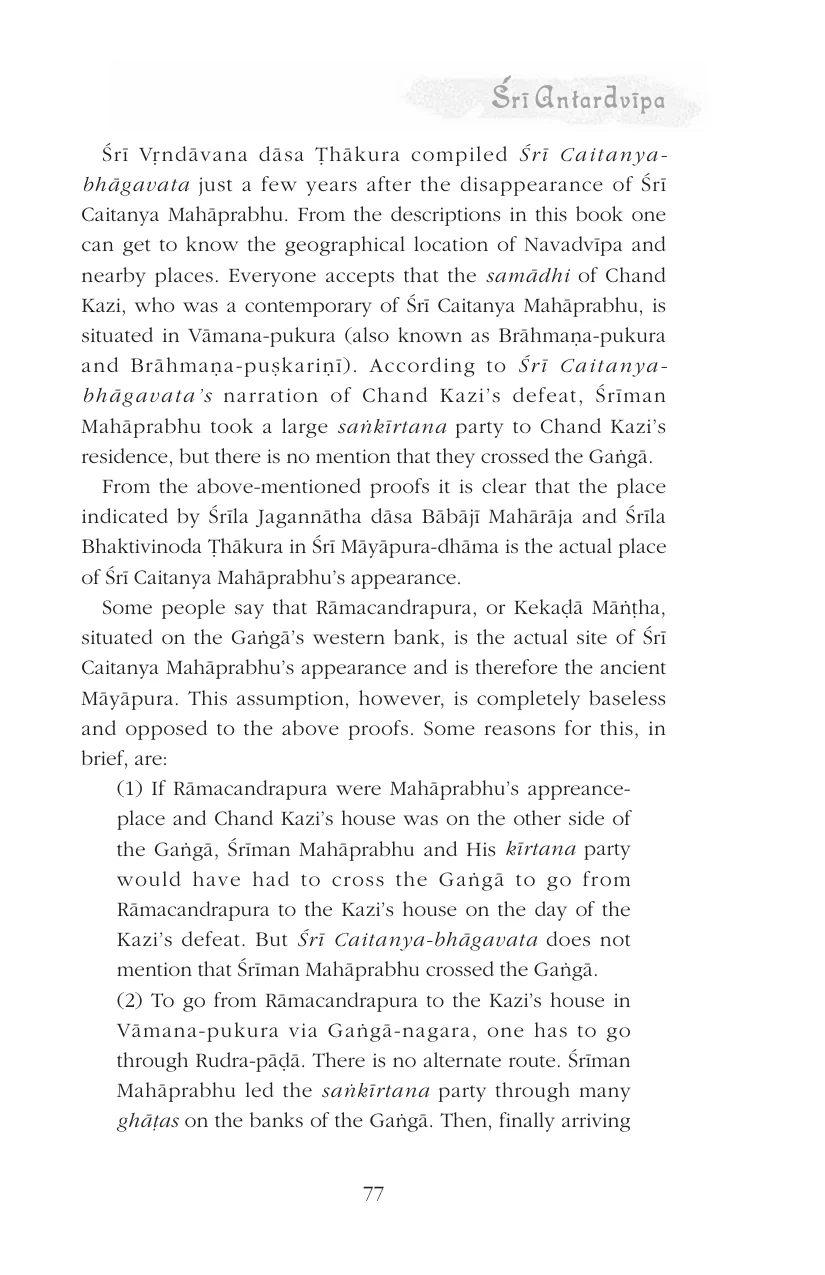 Śrī Antardvīpa
Śrī Vṛndāvana dāsa Ṭhākura compiled Śrī Caitanya-
bhāgavata just a few years after the disappearance of Śrī
Caitanya Mahāprabhu. From the descriptions in this book one
can get to know the geographical location of Navadvīpa and
nearby places. Everyone accepts that the samādhi of Chand
Kazi, who was a contemporary of Śrī Caitanya Mahāprabhu, is
situated in Vāmana-pukura (also known as Brāhmaṇa-pukura
and Brāhmaṇa-puṣkariṇī). According to Śrī Caitanya-
bhāgavata’s narration of Chand Kazi’s defeat, Śrīman
Mahāprabhu took a large saṅkīrtana party to Chand Kazi’s
residence, but there is no mention that they crossed the Gaṅgā.
From the above-mentioned proofs it is clear that the place
indicated by Śrīla Jagannātha dāsa Bābājī Mahārāja and Śrīla
Bhaktivinoda Ṭhākura in Śrī Māyāpura-dhāma is the actual place
of Śrī Caitanya Mahāprabhu’s appearance.
Some people say that Rāmacandrapura, or Kekaḍā Māṅṭha,
situated on the Gaṅgā’s western bank, is the actual site of Śrī
Caitanya Mahāprabhu’s appearance and is therefore the ancient
Māyāpura. This assumption, however, is completely baseless
and opposed to the above proofs. Some reasons for this, in
brief, are:
(1) If Rāmacandrapura were Mahāprabhu’s appreance-
place and Chand Kazi’s house was on the other side of
the Gaṅgā, Śrīman Mahāprabhu and His kīrtana party
would have had to cross the Gaṅgā to go from
Rāmacandrapura to the Kazi’s house on the day of the
Kazi’s defeat. But Śrī Caitanya-bhāgavata does not
mention that Śrīman Mahāprabhu crossed the Gaṅgā.
(2) To go from Rāmacandrapura to the Kazi’s house in
Vāmana-pukura via Gaṅgā-nagara, one has to go
through Rudra-pāḍā. There is no alternate route. Śrīman
Mahāprabhu led the saṅkīrtana party through many
ghāṭas on the banks of the Gaṅgā. Then, finally arriving
77